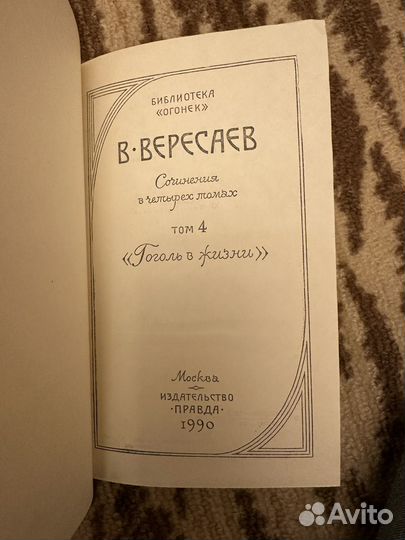 БИБЛИОТЕКА
«ОГОНЕК»
В·ВЕРЕСАЕВ
Сочинения
в четырех томах
ТОМ 4
«Гоголь в жизни»
Москва
ИЗДАТЕЛЬСТВО
·ПРАВДА·
1990
Avito